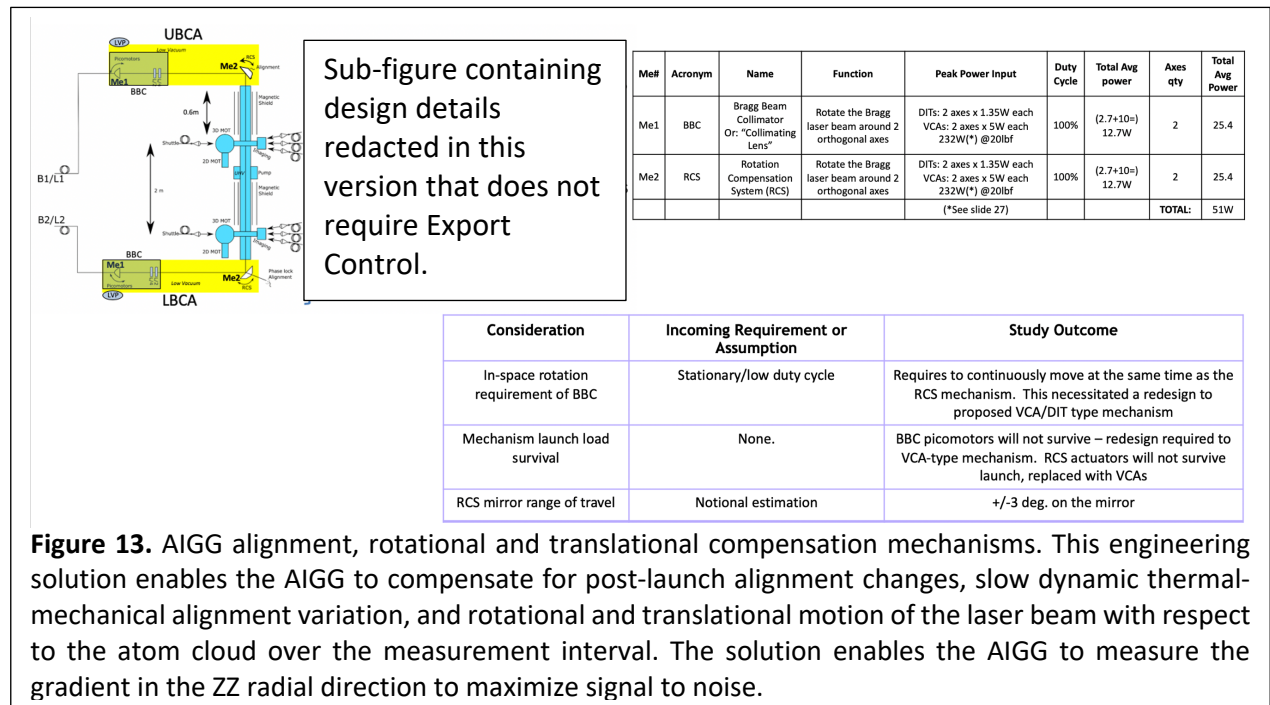 UBCA
LVP
Low Vacuum
Picomotors
Me1
BBC
Me2
RCS
Alignment
Magnetic
Shield
0.6m
3D MOT
Shuttle
Imaging
2D MOT
UHV
Pump
B1/L1
2 m
Magnetic
Shield
B2/L2
3D MOT
Shuttle
Imaging
2D MOT
BBC
Me1
Picomotors
Low Vacuum
Me2
RCS
Phase lock
Alignment
LVP
LBCA
Sub-figure containing
design details
redacted in this
version that does not
require Export
Control.
Me# Acronym Name Function Peak Power Input Duty Cycle Total Avg power Axes qty Total Avg Power
Me1 BBC Bragg Beam Collimator Or: “Collimating Lens” Rotate the Bragg laser beam around 2 orthogonal axes DITs: 2 axes x 1.35W each VCAs: 2 axes x 5W each 232W(*) @20lbf 100% (2.7+10=) 12.7W 2 25.4
Me2 RCS Rotation Compensation System (RCS) Rotate the Bragg laser beam around 2 orthogonal axes DITs: 2 axes x 1.35W each VCAs: 2 axes x 5W each 232W(*) @20lbf 100% (2.7+10=) 12.7W 2 25.4
(*See slide 27) TOTAL: 51W
Consideration Incoming Requirement or Assumption Study Outcome
In-space rotation requirement of BBC Stationary/low duty cycle Requires to continuously move at the same time as the RCS mechanism. This necessitated a redesign to proposed VCA/DIT type mechanism
Mechanism launch load survival None. BBC picomotors will not survive – redesign required to VCA-type mechanism. RCS actuators will not survive launch, replaced with VCAs
RCS mirror range of travel Notional estimation +/-3 deg. on the mirror
Figure 13. AIGG alignment, rotational and translational compensation mechanisms. This engineering
solution enables the AIGG to compensate for post-launch alignment changes, slow dynamic thermal-
mechanical alignment variation, and rotational and translational motion of the laser beam with respect
to the atom cloud over the measurement interval. The solution enables the AIGG to measure the
gradient in the ZZ radial direction to maximize signal to noise.